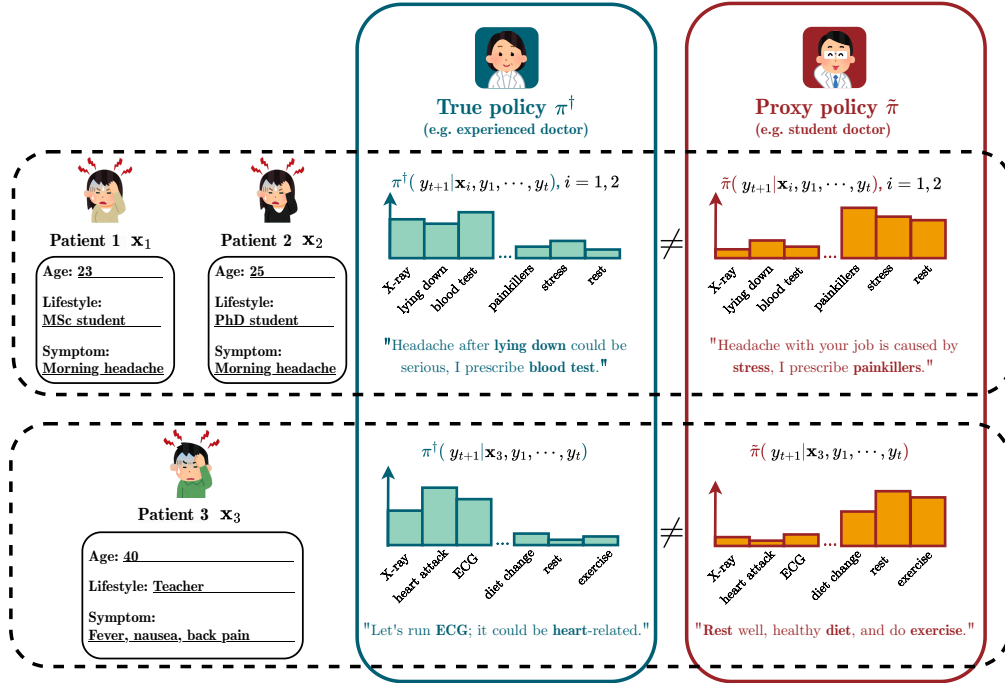 True policy π†
(e.g. experienced doctor)
Proxy policy π̃
(e.g. student doctor)
Patient 1 x₁
Age: 23
Lifestyle:
MSc student
Symptom:
Morning headache
Patient 2 x₂
Age: 25
Lifestyle:
PhD student
Symptom:
Morning headache
π†( yₜ₊₁|xᵢ, y₁, ⋯ , yₜ), i = 1, 2
X-ray
lying down
blood test
...
painkillers
stress
rest
"Headache after lying down could be
serious, I prescribe blood test."
≠
π̃( yₜ₊₁|xᵢ, y₁, ⋯ , yₜ), i = 1, 2
X-ray
lying down
blood test
...
painkillers
stress
rest
"Headache with your job is caused by
stress, I prescribe painkillers."
Patient 3 x₃
Age: 40
Lifestyle: Teacher
Symptom:
Fever, nausea, back pain
π†( yₜ₊₁|x₃, y₁, ⋯ , yₜ)
X-ray
heart attack
ECG
...
diet change
rest
exercise
"Let's run ECG; it could be heart-related."
≠
π̃( yₜ₊₁|x₃, y₁, ⋯ , yₜ)
X-ray
heart attack
ECG
...
diet change
rest
exercise
"Rest well, healthy diet, and do exercise."